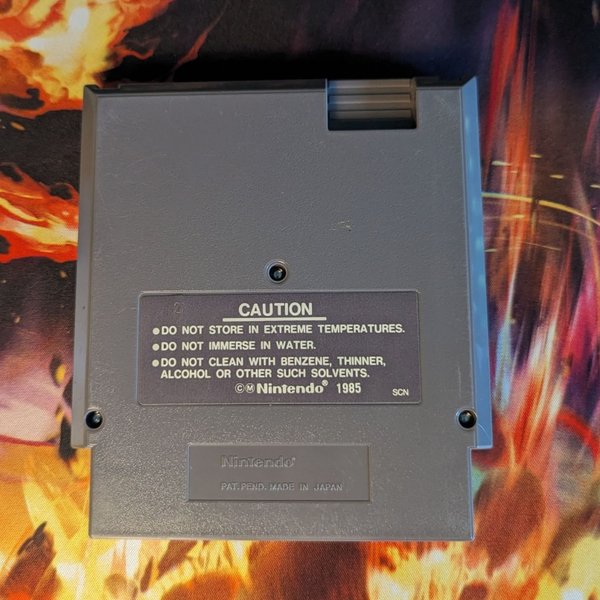 CAUTION
●DO NOT STORE IN EXTREME TEMPERATURES.
●DO NOT IMMERSE IN WATER.
●DO NOT CLEAN WITH BENZENE, THINNER,
ALCOHOL OR OTHER SUCH SOLVENTS.
ⒸⓂNintendo® 1985 SCN
Nintendo®
PAT. PEND. MADE IN JAPAN